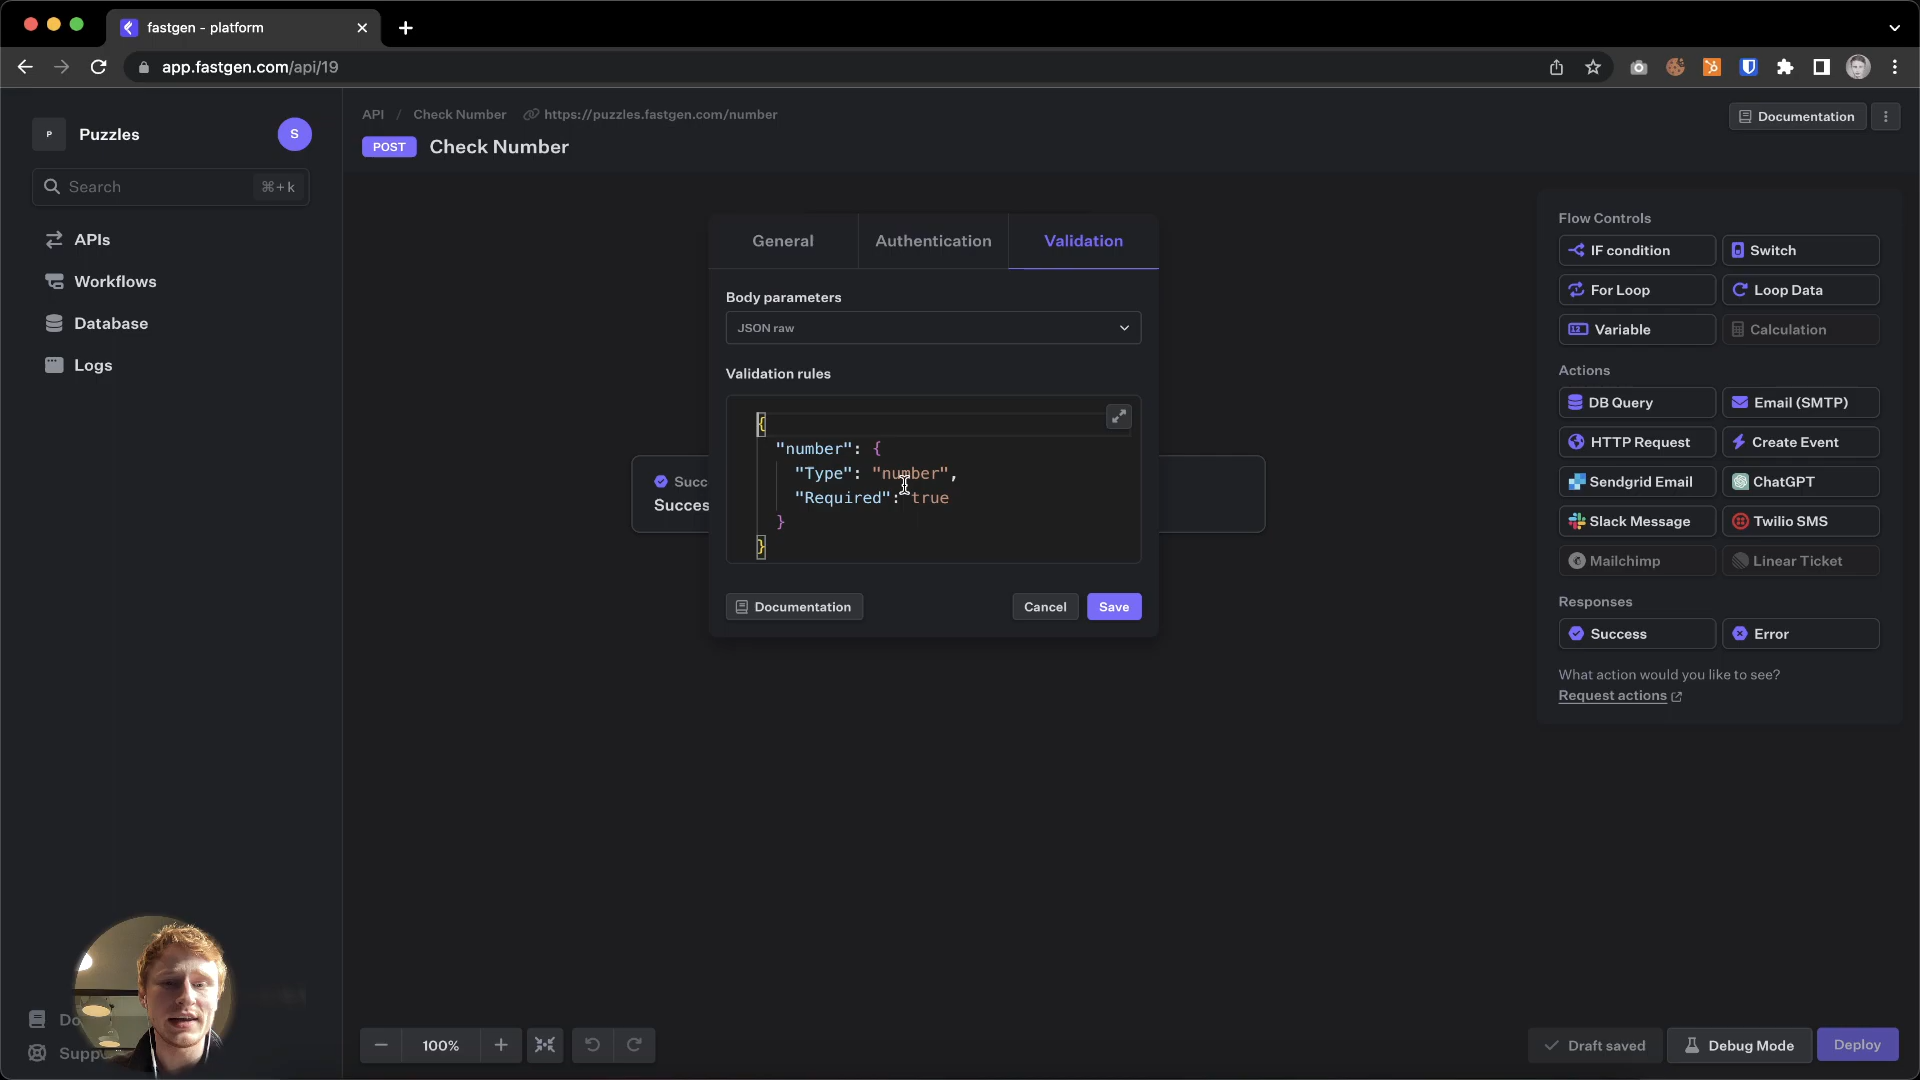 fastgen - platform
app.fastgen.com/api/19
P
Puzzles
S
Search
⌘+k
APIs
Workflows
Database
Logs
API / Check Number https://puzzles.fastgen.com/number
POST Check Number
Documentation
General
Authentication
Validation
Body parameters
JSON raw
Validation rules
{
"number": {
"Type": "number",
"Required": true
}
}
Documentation
Cancel
Save
Succ
Succes
Flow Controls
IF condition
Switch
For Loop
Loop Data
Variable
Calculation
Actions
DB Query
Email (SMTP)
HTTP Request
Create Event
Sendgrid Email
ChatGPT
Slack Message
Twilio SMS
Mailchimp
Linear Ticket
Responses
Success
Error
What action would you like to see?
Request actions
Do
Supp
100%
Draft saved
Debug Mode
Deploy